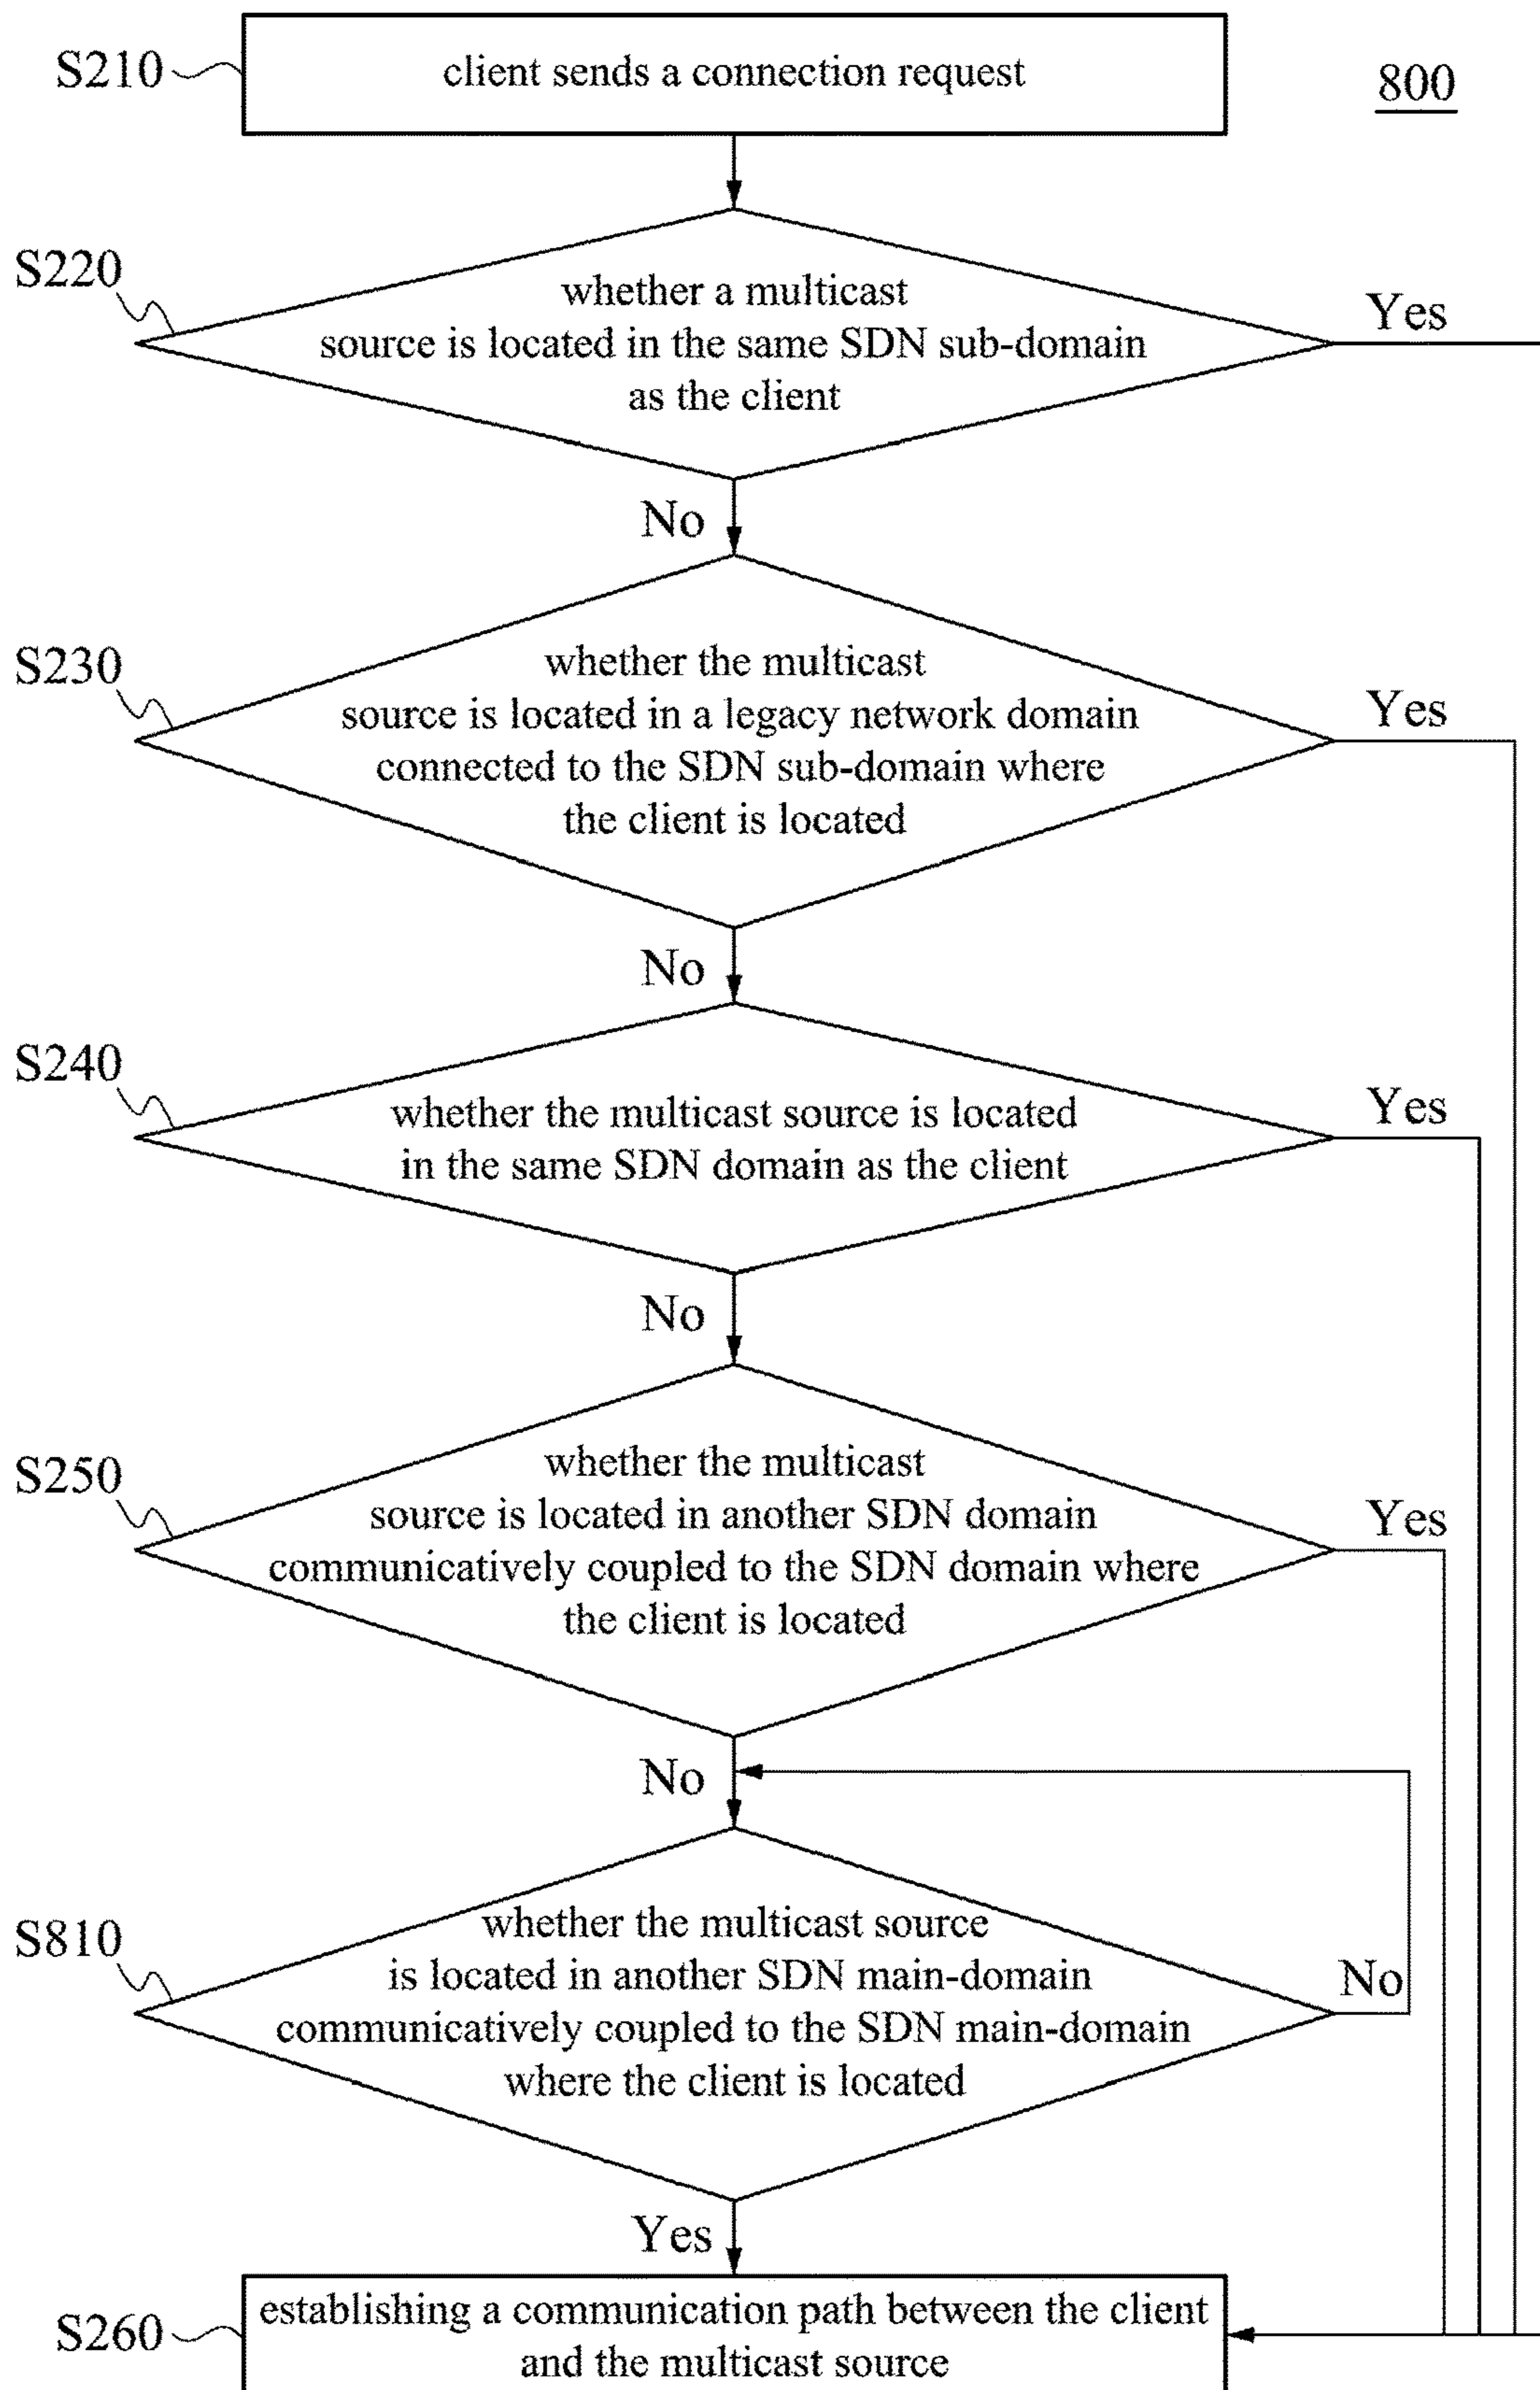 S210
client sends a connection request
800
S220
whether a multicast
source is located in the same SDN sub-domain
as the client
Yes
No
S230
whether the multicast
source is located in a legacy network domain
connected to the SDN sub-domain where
the client is located
Yes
No
S240
whether the multicast source is located
in the same SDN domain as the client
Yes
No
S250
whether the multicast
source is located in another SDN domain
communicatively coupled to the SDN domain where
the client is located
Yes
No
S810
whether the multicast source
is located in another SDN main-domain
communicatively coupled to the SDN main-domain
where the client is located
No
Yes
S260
establishing a communication path between the client
and the multicast source